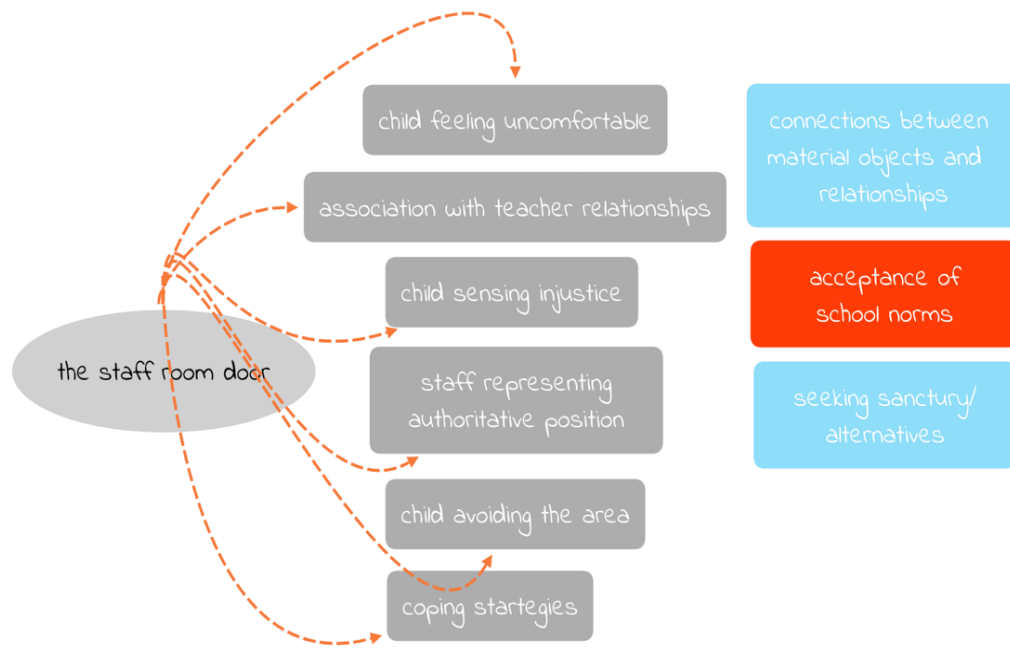 child feeling uncomfortable
connections between
material objects and
relationships
association with teacher relationships
child sensing injustice
acceptance of
school norms
the staff room door
staff representing
authoritative position
seeking sanctury/
alternatives
child avoiding the area
coping startegies